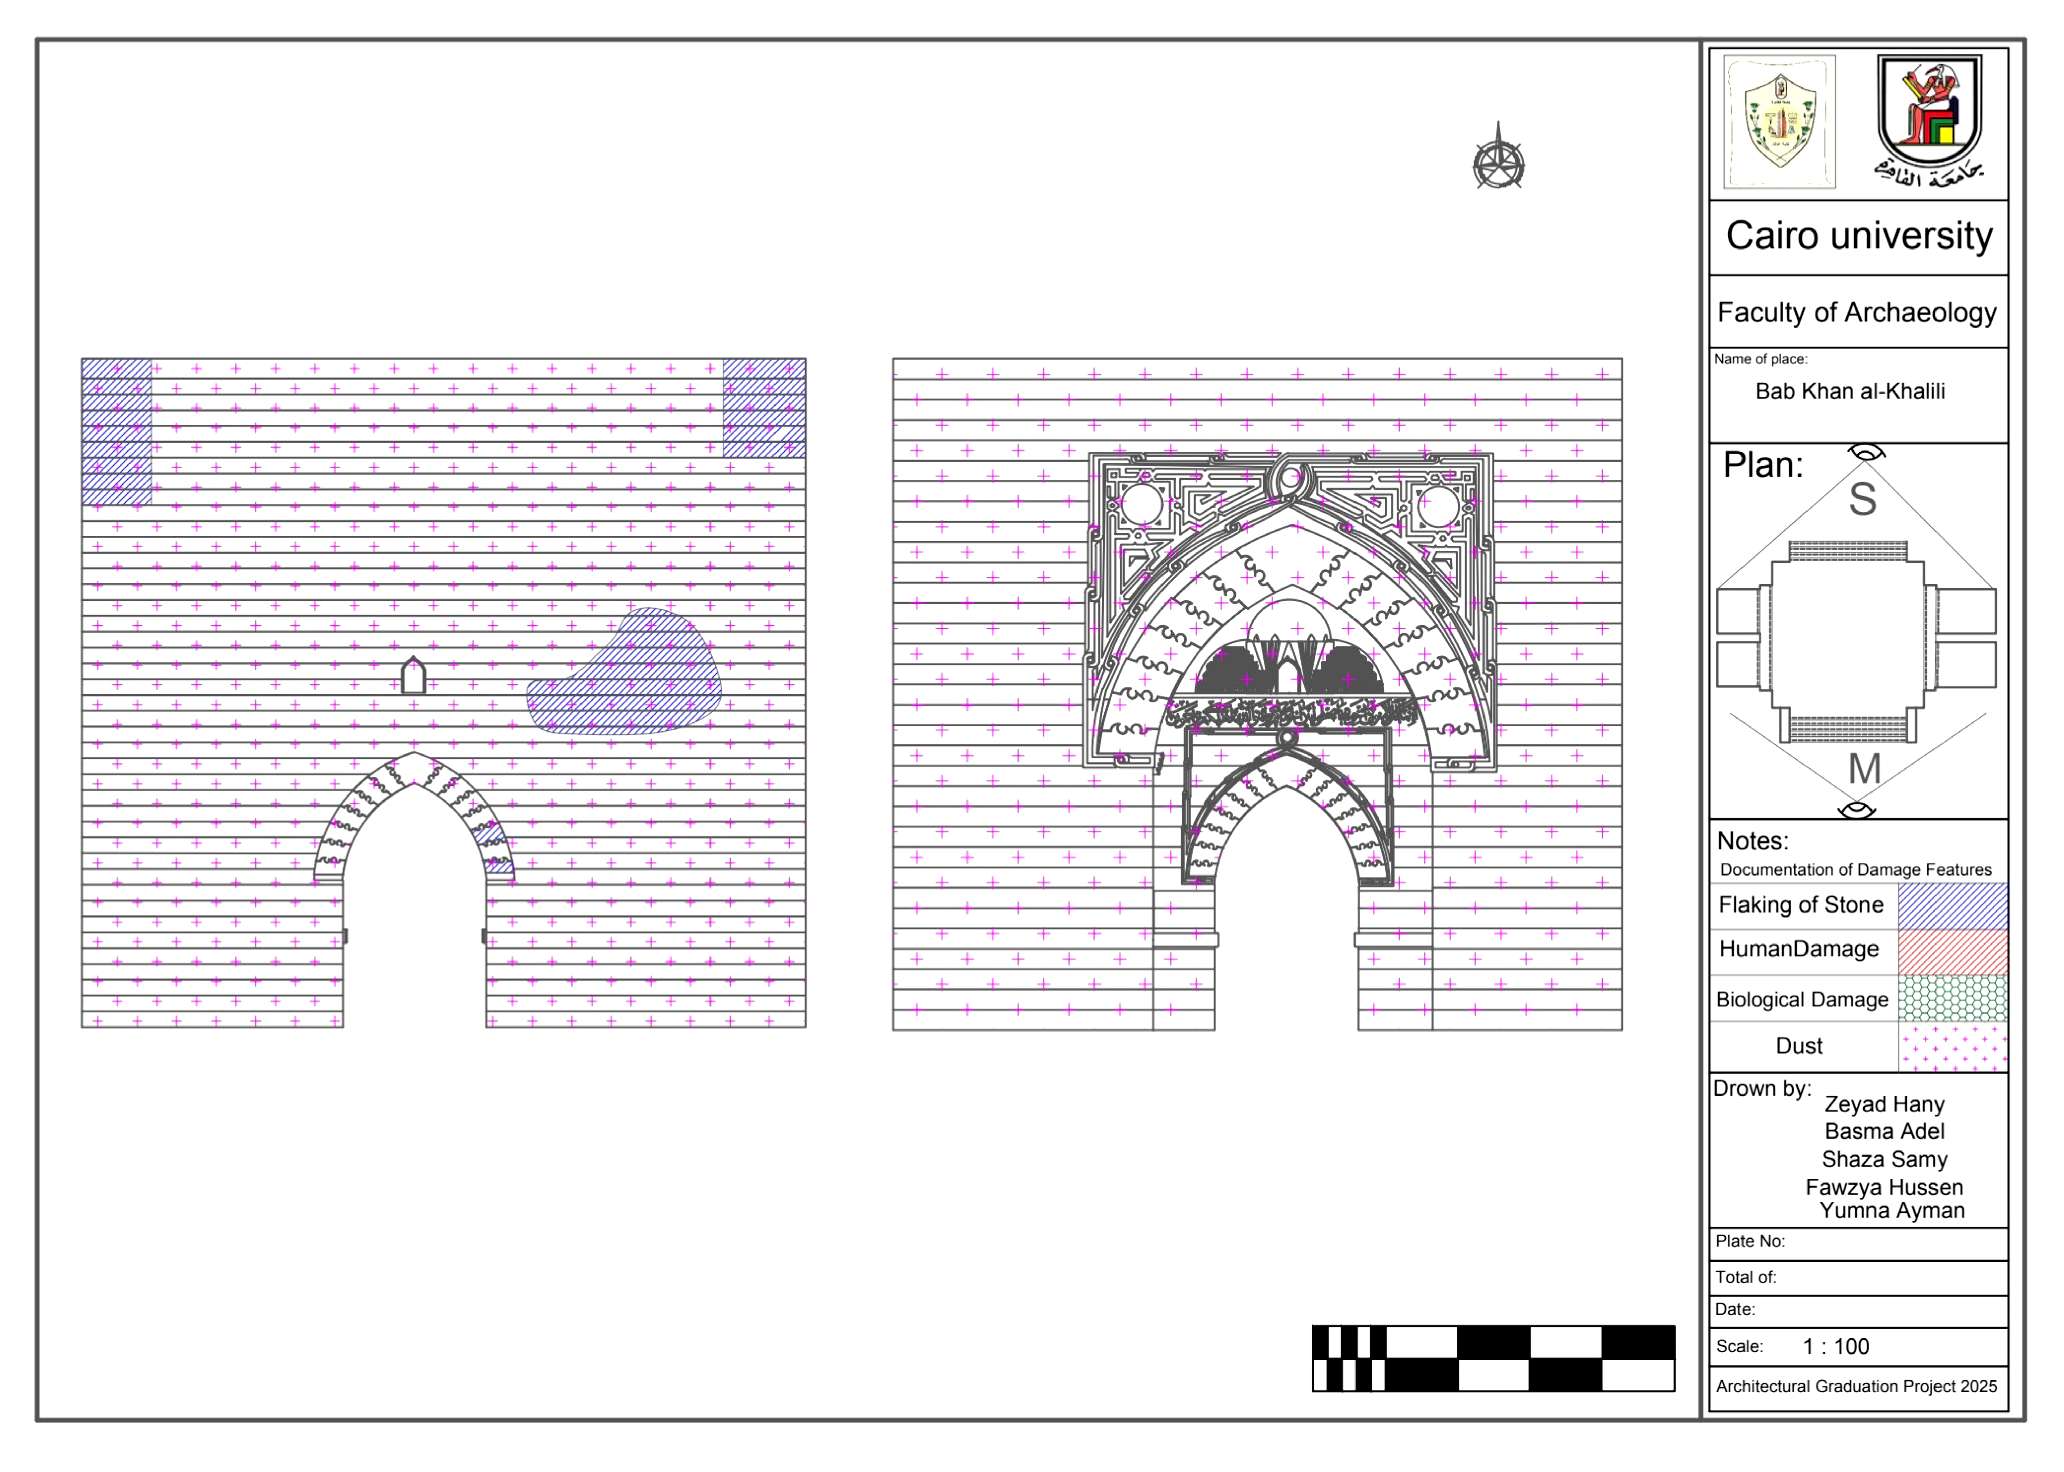 جامعة القاهرة
Cairo university
Faculty of Archaeology
Name of place:
Bab Khan al-Khalili
Plan:
S
M
Notes:
Documentation of Damage Features
Flaking of Stone
HumanDamage
Biological Damage
Dust
Drown by:
Zeyad Hany
Basma Adel
Shaza Samy
Fawzya Hussen
Yumna Ayman
Plate No:
Total of:
Date:
Scale: 1 : 100
Architectural Graduation Project 2025